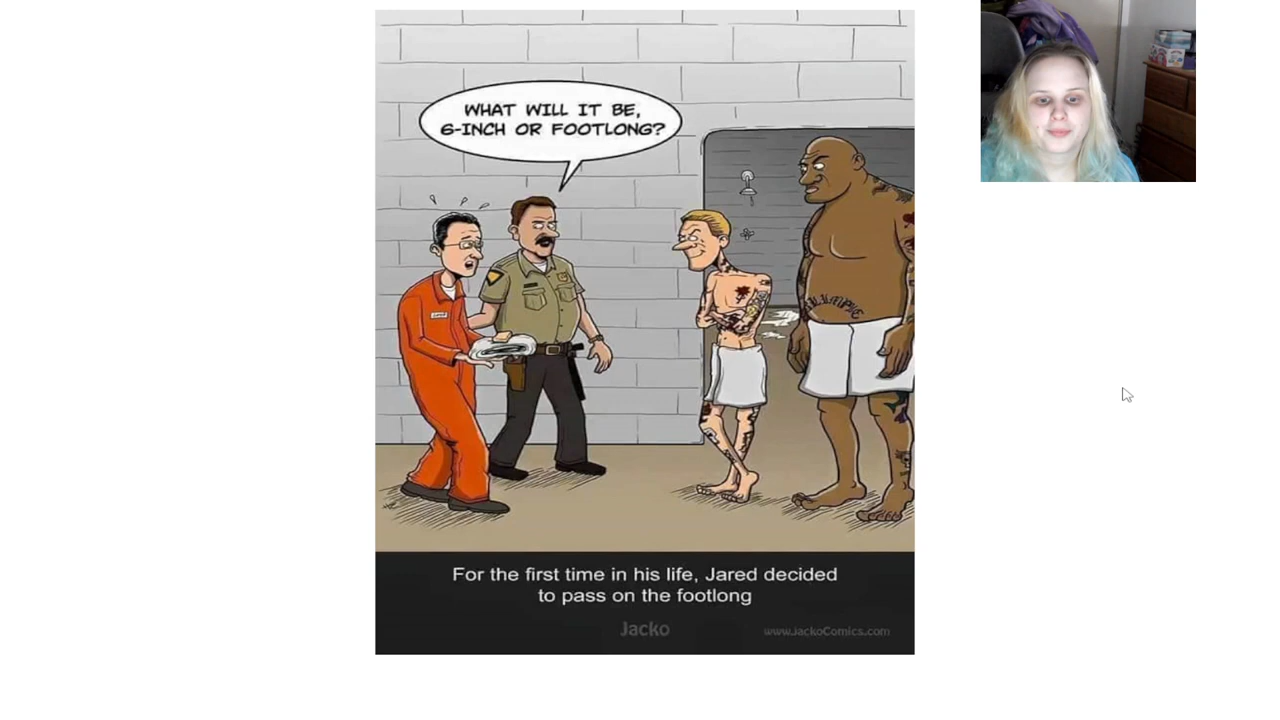 WHAT WILL IT BE,
6-INCH OR FOOTLONG?
For the first time in his life, Jared decided
to pass on the footlong
Jacko
www.JackoComics.com